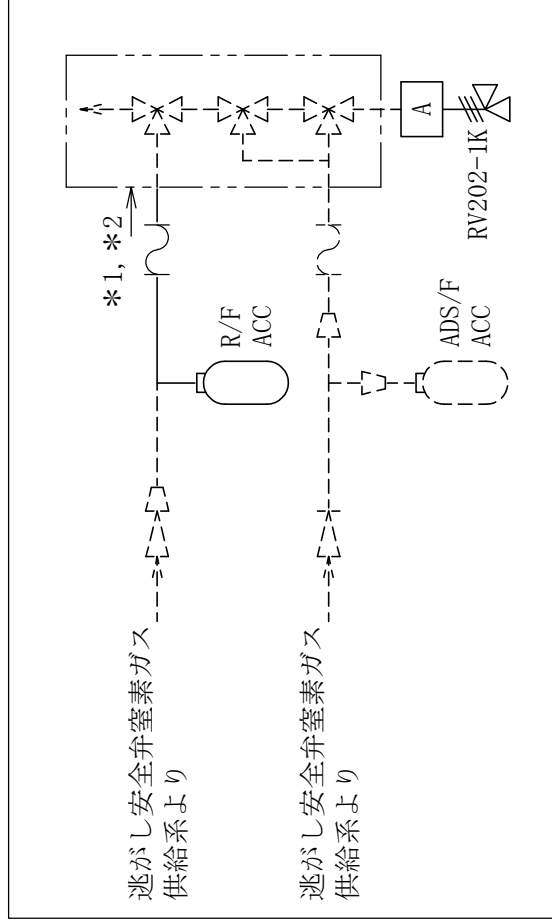 *1, *2
A
RV202-1K
R/F
ACC
ADS/F
ACC
逃がし安全弁窒素ガス
供給系より
逃がし安全弁窒素ガス
供給系より